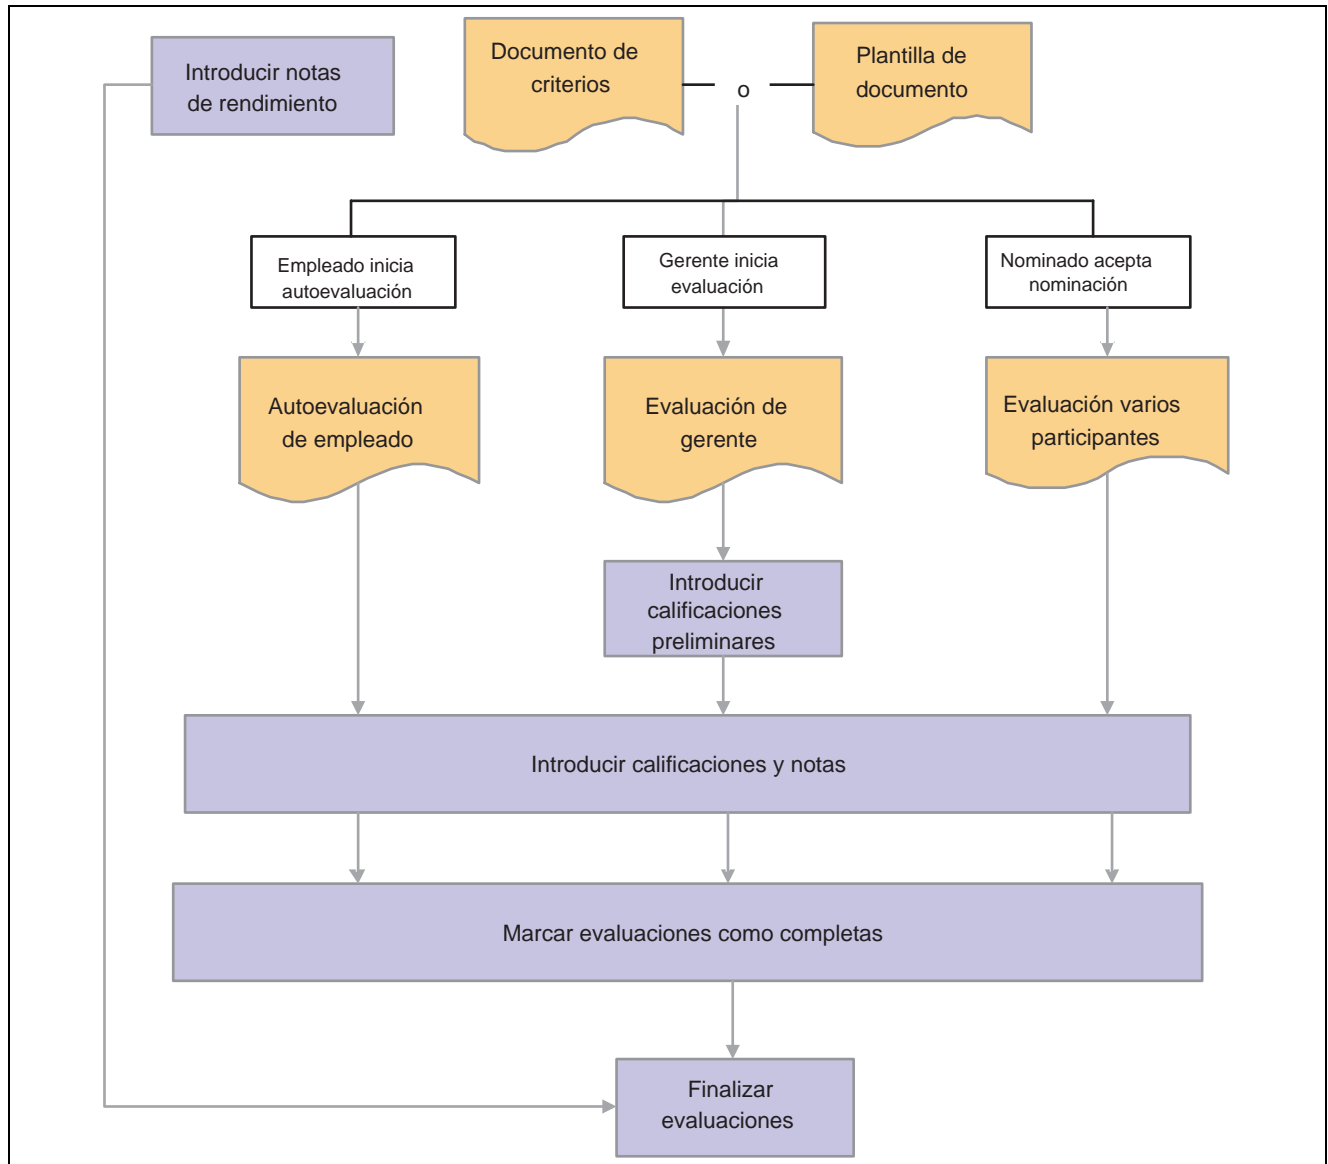 Introducir notas
de rendimiento
Documento de
criterios
o
Plantilla de
documento
Empleado inicia
autoevaluación
Gerente inicia
evaluación
Nominado acepta
nominación
Autoevaluación
de empleado
Evaluación de
gerente
Evaluación varios
participantes
Introducir
calificaciones
preliminares
Introducir calificaciones y notas
Marcar evaluaciones como completas
Finalizar
evaluaciones